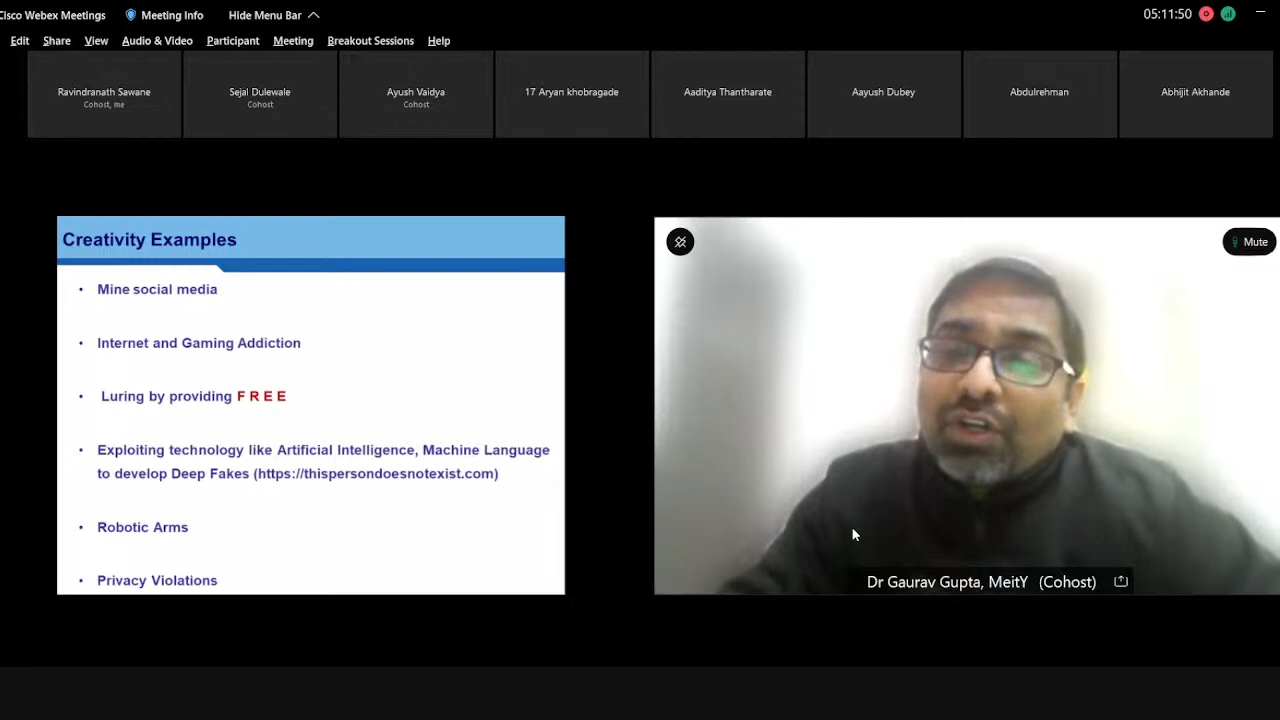 Cisco Webex Meetings
Meeting Info
Hide Menu Bar
05:11:50
Edit Share View Audio & Video Participant Meeting Breakout Sessions Help
Ravindranath Sawane
Cohost, me
Sejal Dulewale
Cohost
Ayush Vaidya
Cohost
17 Aryan khobragade
Aaditya Thantharate
Aayush Dubey
Abdulrehman
Abhijit Akhande
Creativity Examples
• Mine social media
• Internet and Gaming Addiction
• Luring by providing F R E E
• Exploiting technology like Artificial Intelligence, Machine Language
to develop Deep Fakes (https://thispersondoesnotexist.com)
• Robotic Arms
• Privacy Violations
Mute
Dr Gaurav Gupta, MeitY (Cohost)